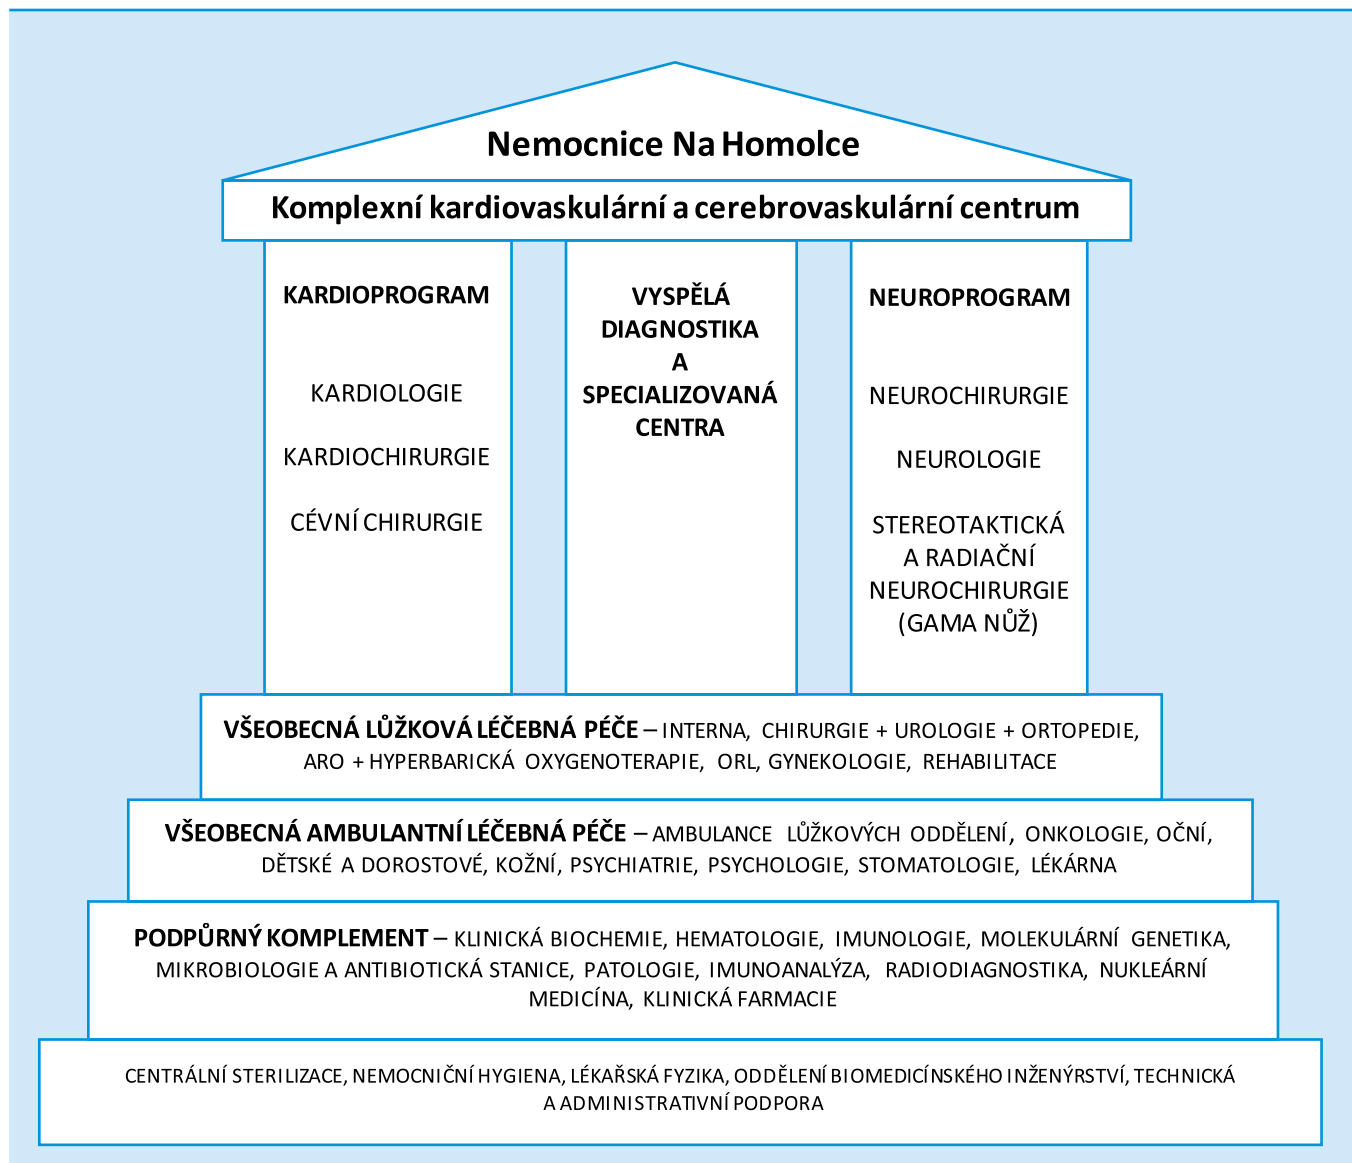 Nemocnice Na Homolce
Komplexní kardiovaskulární a cerebrovaskulární centrum
KARDIOPROGRAM
KARDIOLOGIE
KARDIOCHIRURGIE
CÉVNÍ CHIRURGIE
VYSPĚLÁ
DIAGNOSTIKA
A
SPECIALIZOVANÁ
CENTRA
NEUROPROGRAM
NEUROCHIRURGIE
NEUROLOGIE
STEREOTAKTICKÁ
A RADIAČNÍ
NEUROCHIRURGIE
(GAMA NŮŽ)
VŠEOBECNÁ LŮŽKOVÁ LÉČEBNÁ PÉČE – INTERNA, CHIRURGIE + UROLOGIE + ORTOPEDIE,
ARO + HYPERBARICKÁ OXYGENOTERAPIE, ORL, GYNEKOLOGIE, REHABILITACE
VŠEOBECNÁ AMBULANTNÍ LÉČEBNÁ PÉČE – AMBULANCE LŮŽKOVÝCH ODDĚLENÍ, ONKOLOGIE, OČNÍ,
DĚTSKÉ A DOROSTOVÉ, KOŽNÍ, PSYCHIATRIE, PSYCHOLOGIE, STOMATOLOGIE, LÉKÁRNA
PODPŮRNÝ KOMPLEMENT – KLINICKÁ BIOCHEMIE, HEMATOLOGIE, IMUNOLOGIE, MOLEKULÁRNÍ GENETIKA,
MIKROBIOLOGIE A ANTIBIOTICKÁ STANICE, PATOLOGIE, IMUNOANALÝZA, RADIODIAGNOSTIKA, NUKLEÁRNÍ
MEDICÍNA, KLINICKÁ FARMACIE
CENTRÁLNÍ STERILIZACE, NEMOCNIČNÍ HYGIENA, LÉKAŘSKÁ FYZIKA, ODDĚLENÍ BIOMEDICÍNSKÉHO INŽENÝRSTVÍ, TECHNICKÁ
A ADMINISTRATIVNÍ PODPORA